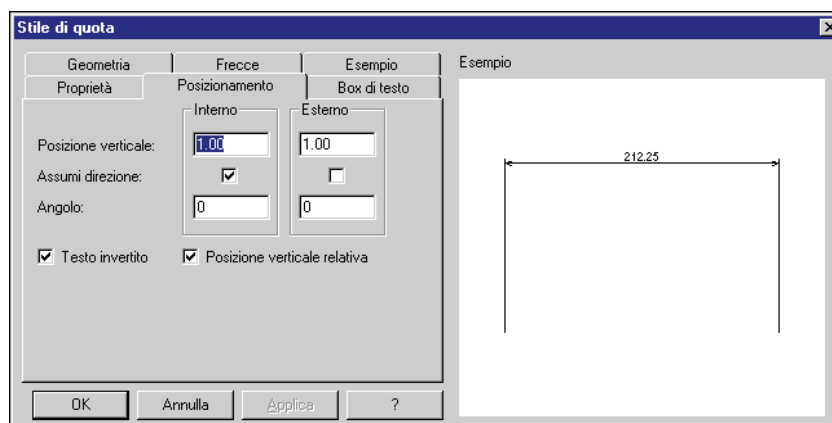 Stile di quota
Geometria Frecce Esempio
Proprietà Posizionamento Box di testo
Interno Esterno
Posizione verticale: 1.00 1.00
Assumi direzione:
Angolo: 0 0
Testo invertito Posizione verticale relativa
OK Annulla Applica ?
Esempio
212.25